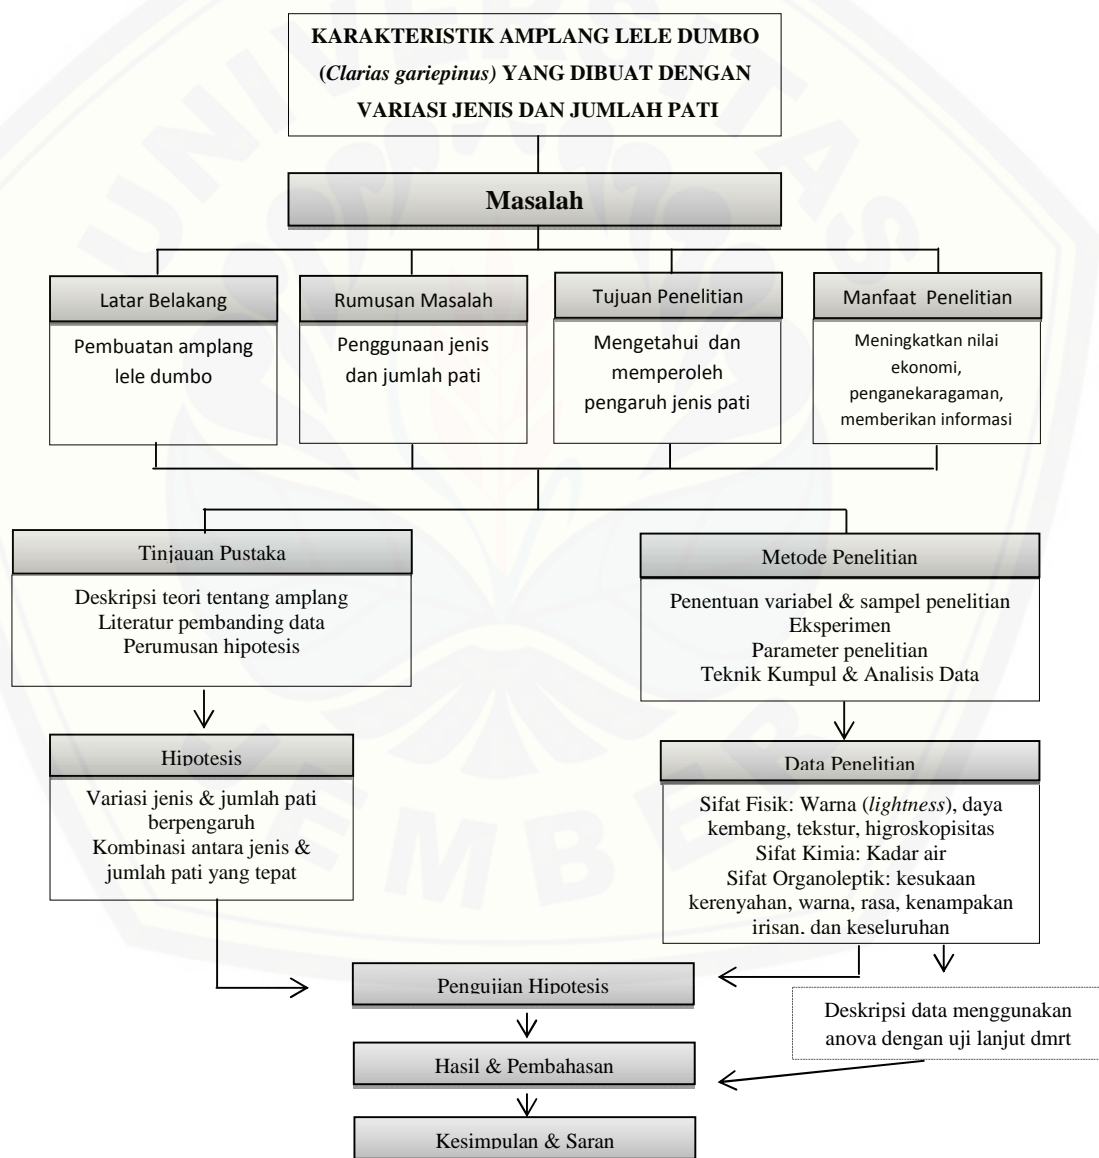 KARAKTERISTIK AMPLANG LELE DUMBO
(Clarias gariepinus) YANG DIBUAT DENGAN
VARIASI JENIS DAN JUMLAH PATI
Masalah
Latar Belakang
Pembuatan amplang
lele dumbo
Rumusan Masalah
Penggunaan jenis
dan jumlah pati
Tujuan Penelitian
Mengetahui dan
memperoleh
pengaruh jenis pati
Manfaat Penelitian
Meningkatkan nilai
ekonomi,
penganekaragaman,
memberikan informasi
Tinjauan Pustaka
Deskripsi teori tentang amplang
Literatur pembanding data
Perumusan hipotesis
Metode Penelitian
Penentuan variabel & sampel penelitian
Eksperimen
Parameter penelitian
Teknik Kumpul & Analisis Data
Hipotesis
Variasi jenis & jumlah pati
berpengaruh
Kombinasi antara jenis &
jumlah pati yang tepat
Data Penelitian
Sifat Fisik: Warna (lightness), daya
kembang, tekstur, higroskopisitas
Sifat Kimia: Kadar air
Sifat Organoleptik: kesukaan
kerenyahan, warna, rasa, kenampakan
irisan, dan keseluruhan
Pengujian Hipotesis
Deskripsi data menggunakan
anova dengan uji lanjut dmrt
Hasil & Pembahasan
Kesimpulan & Saran
UNIVERSITAS
JEMBER